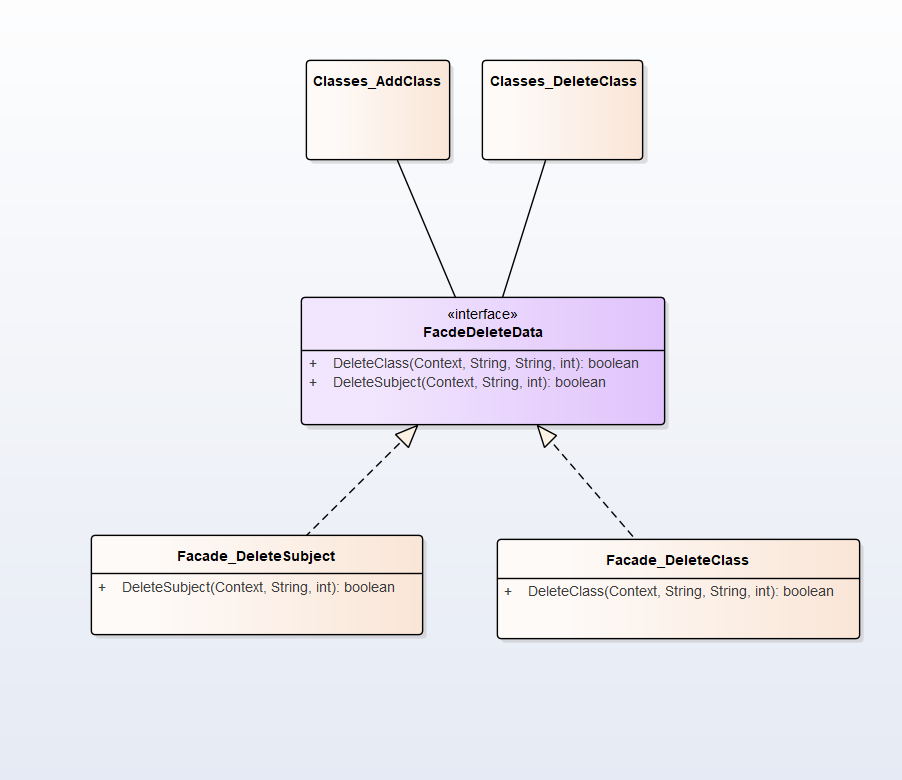 Classes_AddClass
Classes_DeleteClass
«interface»
FacdeDeleteData
+ DeleteClass(Context, String, String, int): boolean
+ DeleteSubject(Context, String, int): boolean
Facade_DeleteSubject
+ DeleteSubject(Context, String, int): boolean
Facade_DeleteClass
+ DeleteClass(Context, String, String, int): boolean